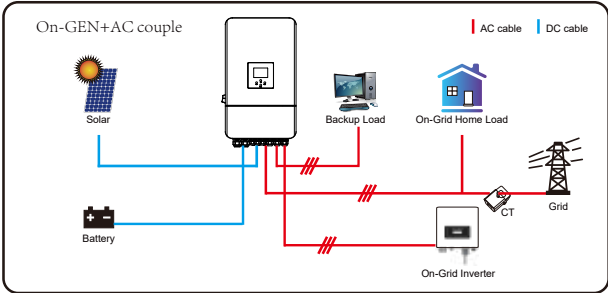 On-GEN+AC couple
AC cable
DC cable
Solar
Backup Load
On-Grid Home Load
Battery
CT
Grid
On-Grid Inverter